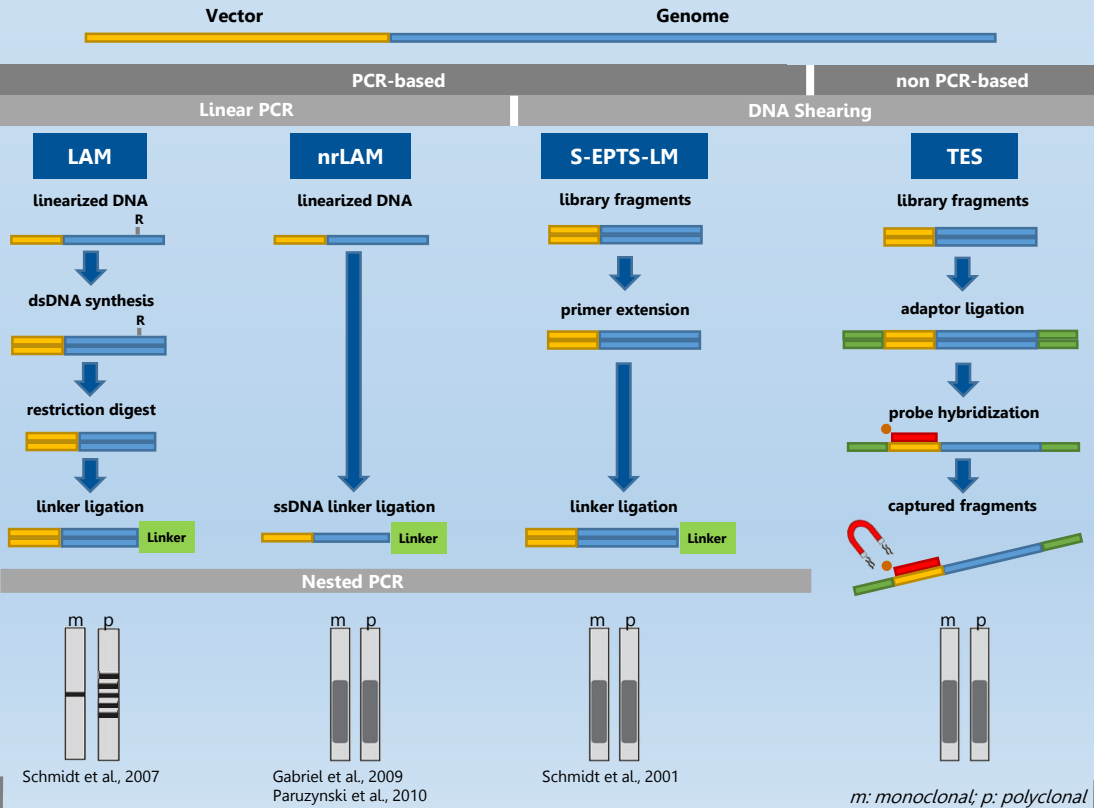 Vector
Genome
PCR-based
non PCR-based
Linear PCR
DNA Shearing
LAM
nrLAM
S-EPTS-LM
TES
linearized DNA
R
dsDNA synthesis
R
restriction digest
linker ligation
Linker
linearized DNA
ssDNA linker ligation
Linker
library fragments
primer extension
linker ligation
Linker
library fragments
adaptor ligation
probe hybridization
captured fragments
Nested PCR
m p
m p
m p
m p
Schmidt et al., 2007
Gabriel et al., 2009
Paruzynski et al., 2010
Schmidt et al., 2001
m: monoclonal; p: polyclonal